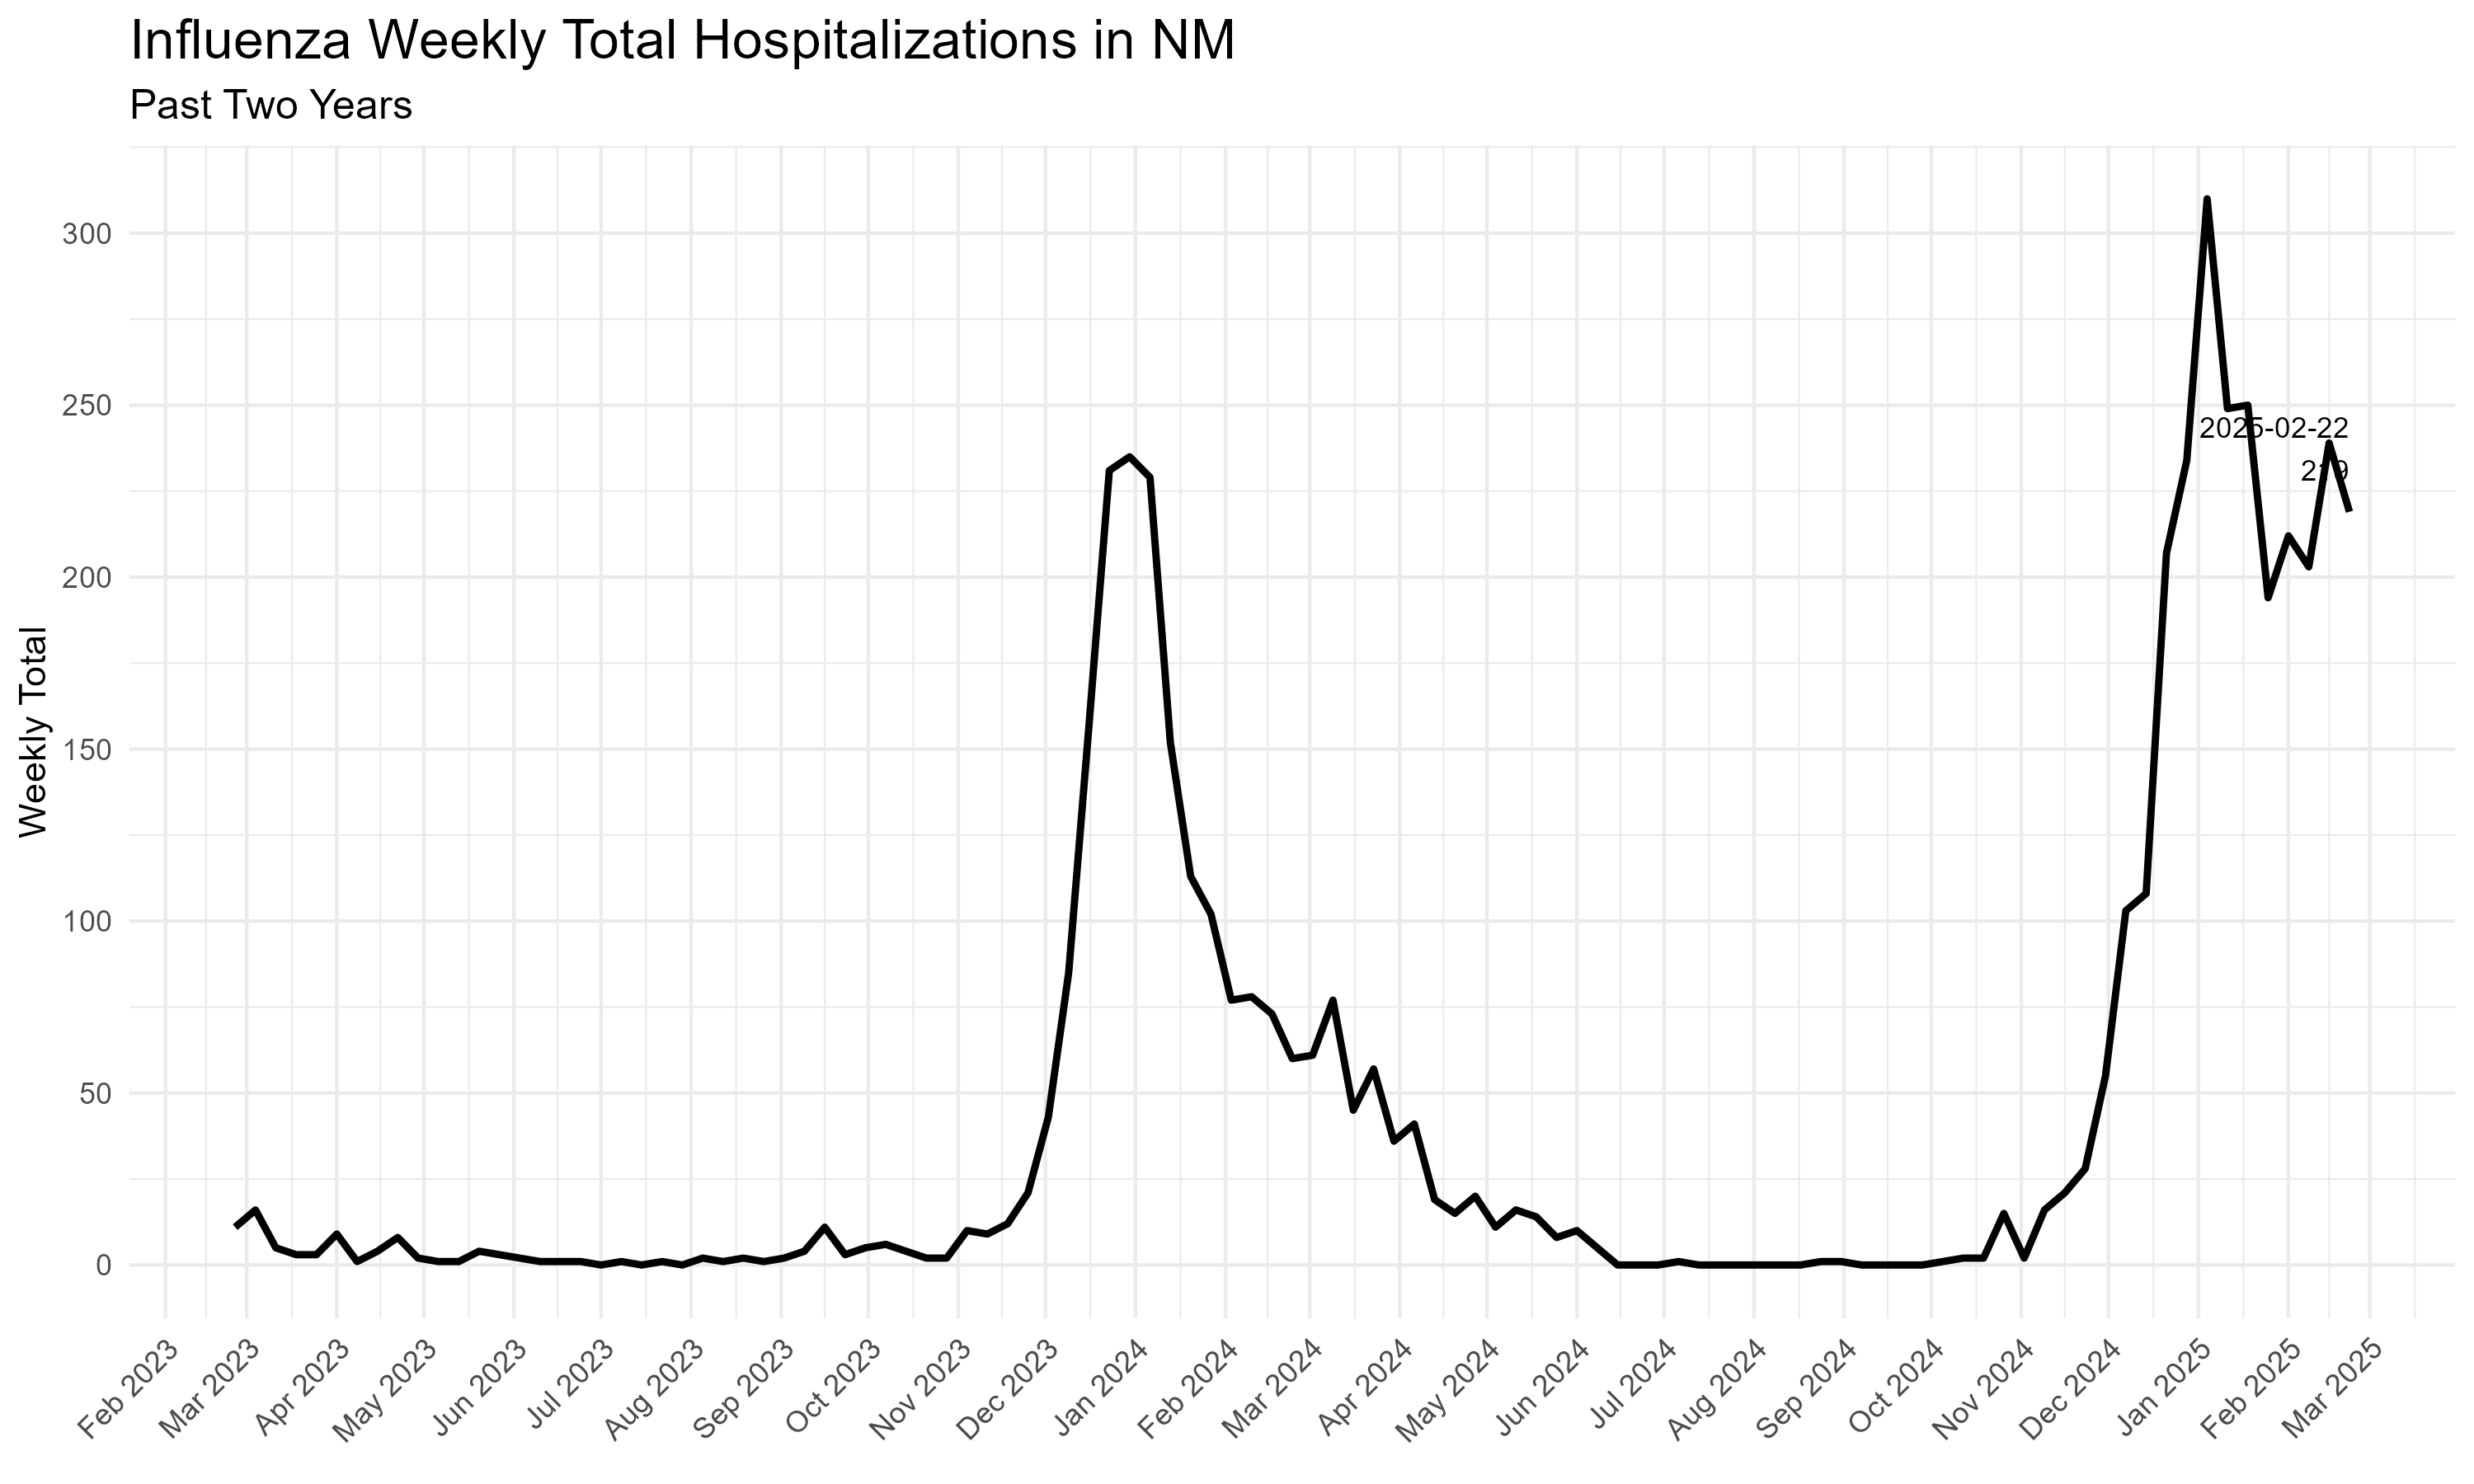 Influenza Weekly Total Hospitalizations in NM
Past Two Years
Weekly Total
300
250
200
150
100
50
0
2025-02-22
219
Feb 2023
Mar 2023
Apr 2023
May 2023
Jun 2023
Jul 2023
Aug 2023
Sep 2023
Oct 2023
Nov 2023
Dec 2023
Jan 2024
Feb 2024
Mar 2024
Apr 2024
May 2024
Jun 2024
Jul 2024
Aug 2024
Sep 2024
Oct 2024
Nov 2024
Dec 2024
Jan 2025
Feb 2025
Mar 2025